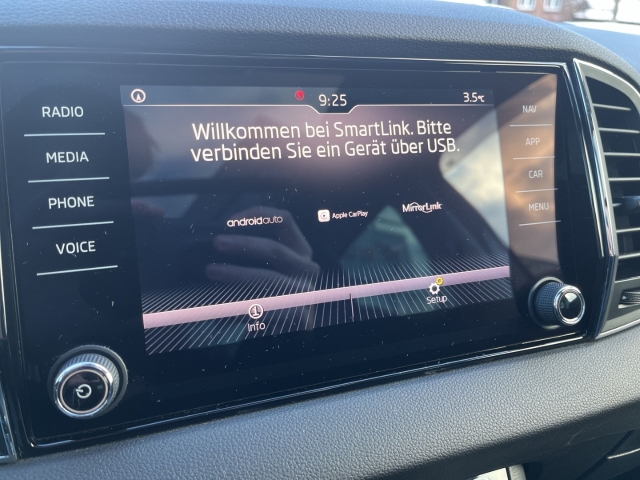 RADIO
MEDIA
PHONE
VOICE
9:25
3.5°C
Willkommen bei SmartLink. Bitte
verbinden Sie ein Gerät über USB.
androidauto
Apple CarPlay
MirrorLink
Info
Setup
NAV
APP
CAR
MENU